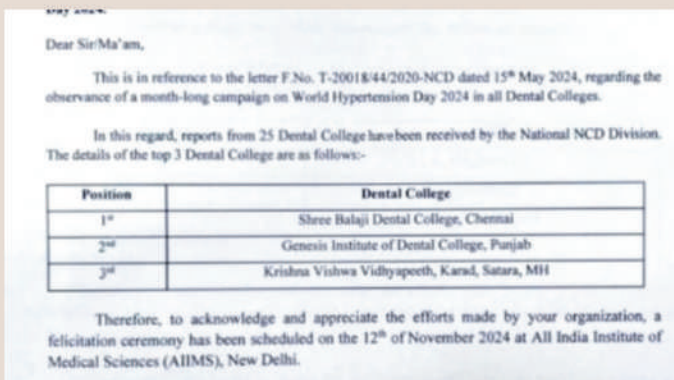 Day 2024.
Dear Sir/Ma'am,
This is in reference to the letter F.No. T-20018/44/2020-NCD dated 15th May 2024, regarding the
observance of a month-long campaign on World Hypertension Day 2024 in all Dental Colleges.
In this regard, reports from 25 Dental College have been received by the National NCD Division.
The details of the top 3 Dental College are as follows:-
Position Dental College
1st Shree Balaji Dental College, Chennai
2nd Genesis Institute of Dental College, Punjab
3rd Krishna Vishwa Vidhyapeeth, Karad, Satara, MH
Therefore, to acknowledge and appreciate the efforts made by your organization, a
felicitation ceremony has been scheduled on the 12th of November 2024 at All India Institute of
Medical Sciences (AIIMS), New Delhi.